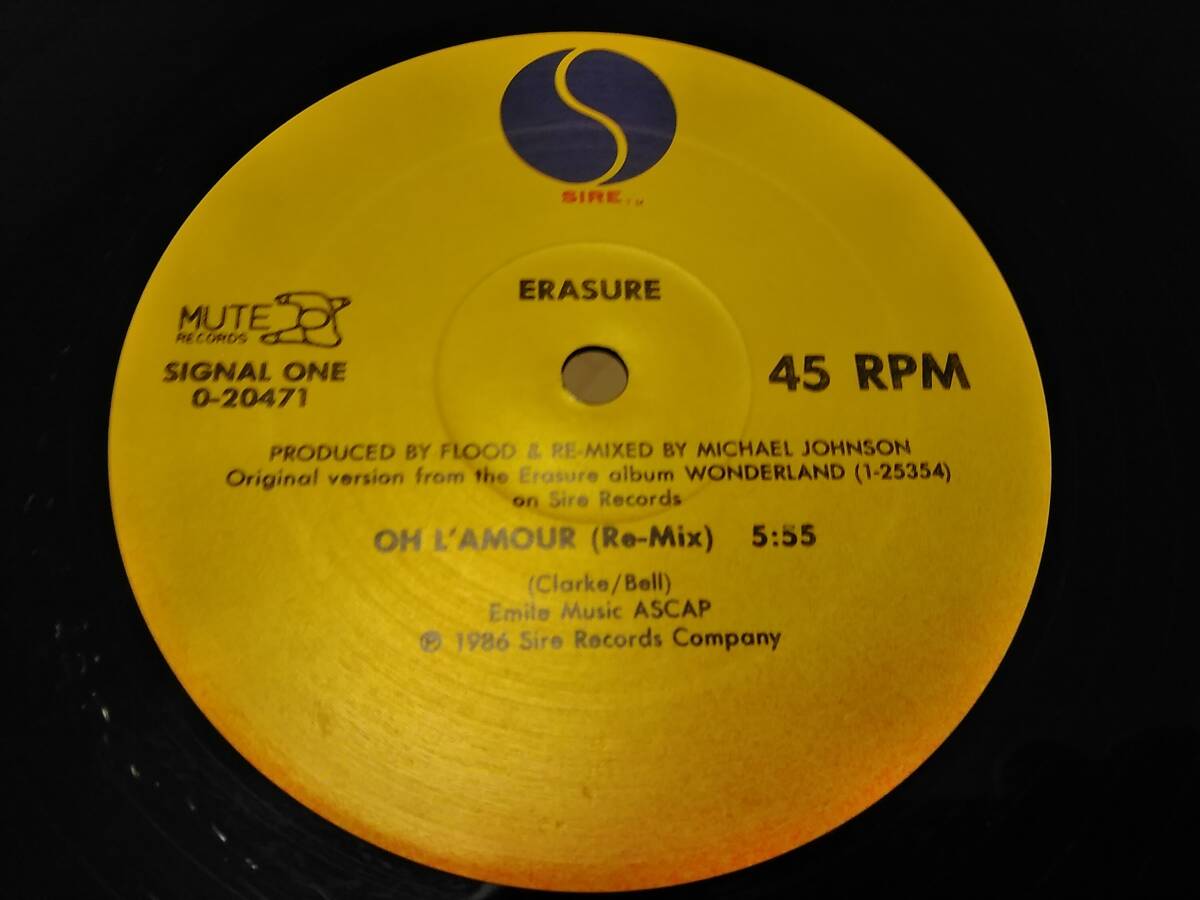 SIRE™
ERASURE
MUTE
RECORDS
SIGNAL ONE
0-20471
45 RPM
PRODUCED BY FLOOD & RE-MIXED BY MICHAEL JOHNSON
Original version from the Erasure album WONDERLAND (1-25354)
on Sire Records
OH L'AMOUR (Re-Mix) 5:55
(Clarke/Bell)
Emile Music ASCAP
℗ 1986 Sire Records Company